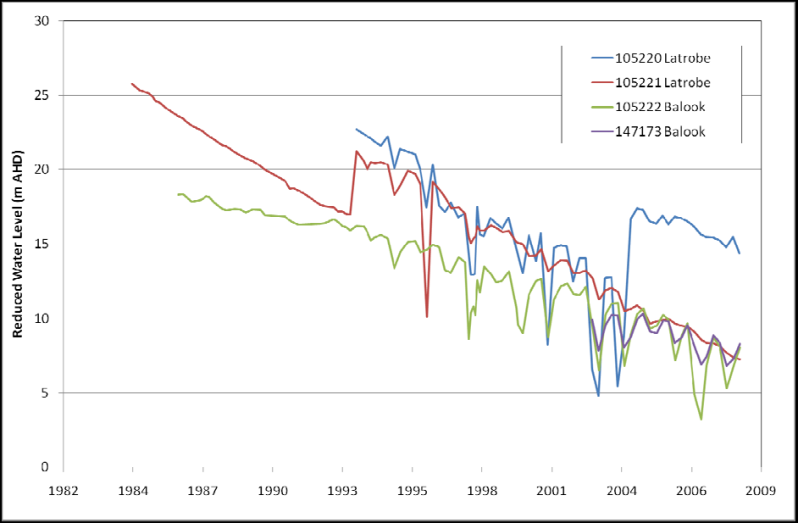 30
25
20
15
10
5
0
Reduced Water Level (m AHD)
105220 Latrobe
105221 Latrobe
105222 Balook
147173 Balook
1982 1984 1987 1990 1993 1995 1998 2001 2004 2006 2009